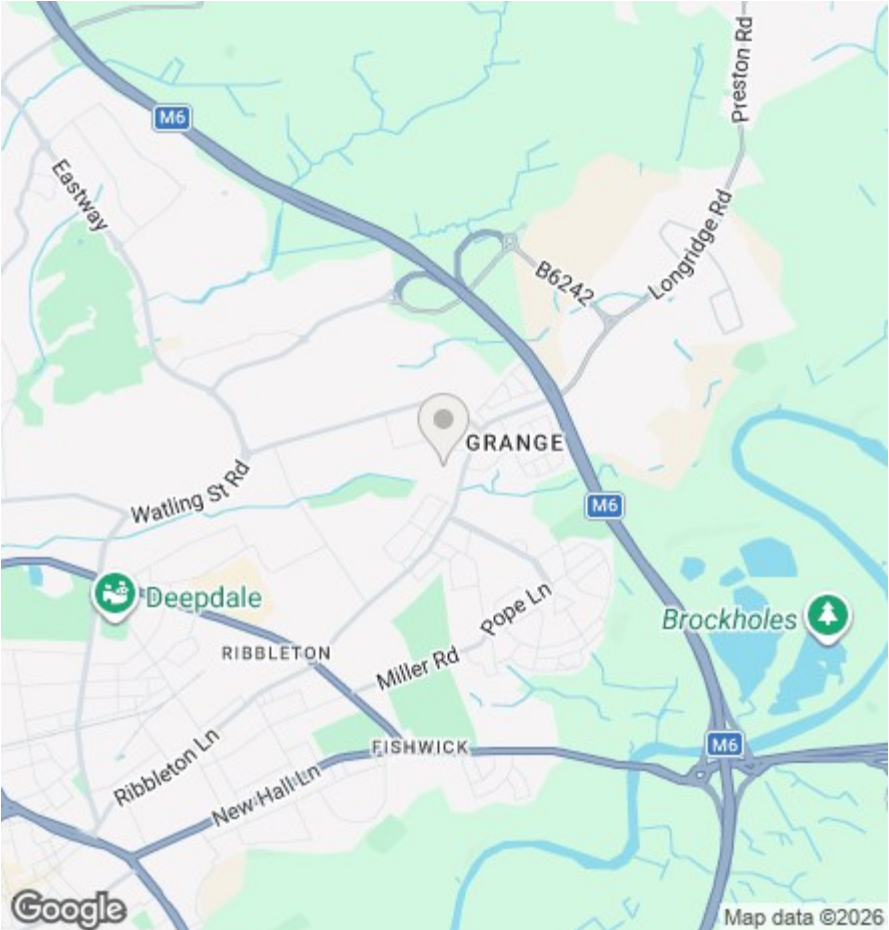 Preston Rd
M6
Eastway
Longridge Rd
B6242
GRANGE
Watling St Rd
M6
Deepdale
Pope Ln
Brockholes
RIBBLETON
Miller Rd
M6
FISHWICK
Ribbleton Ln
New Hall Ln
Google
Map data ©2026